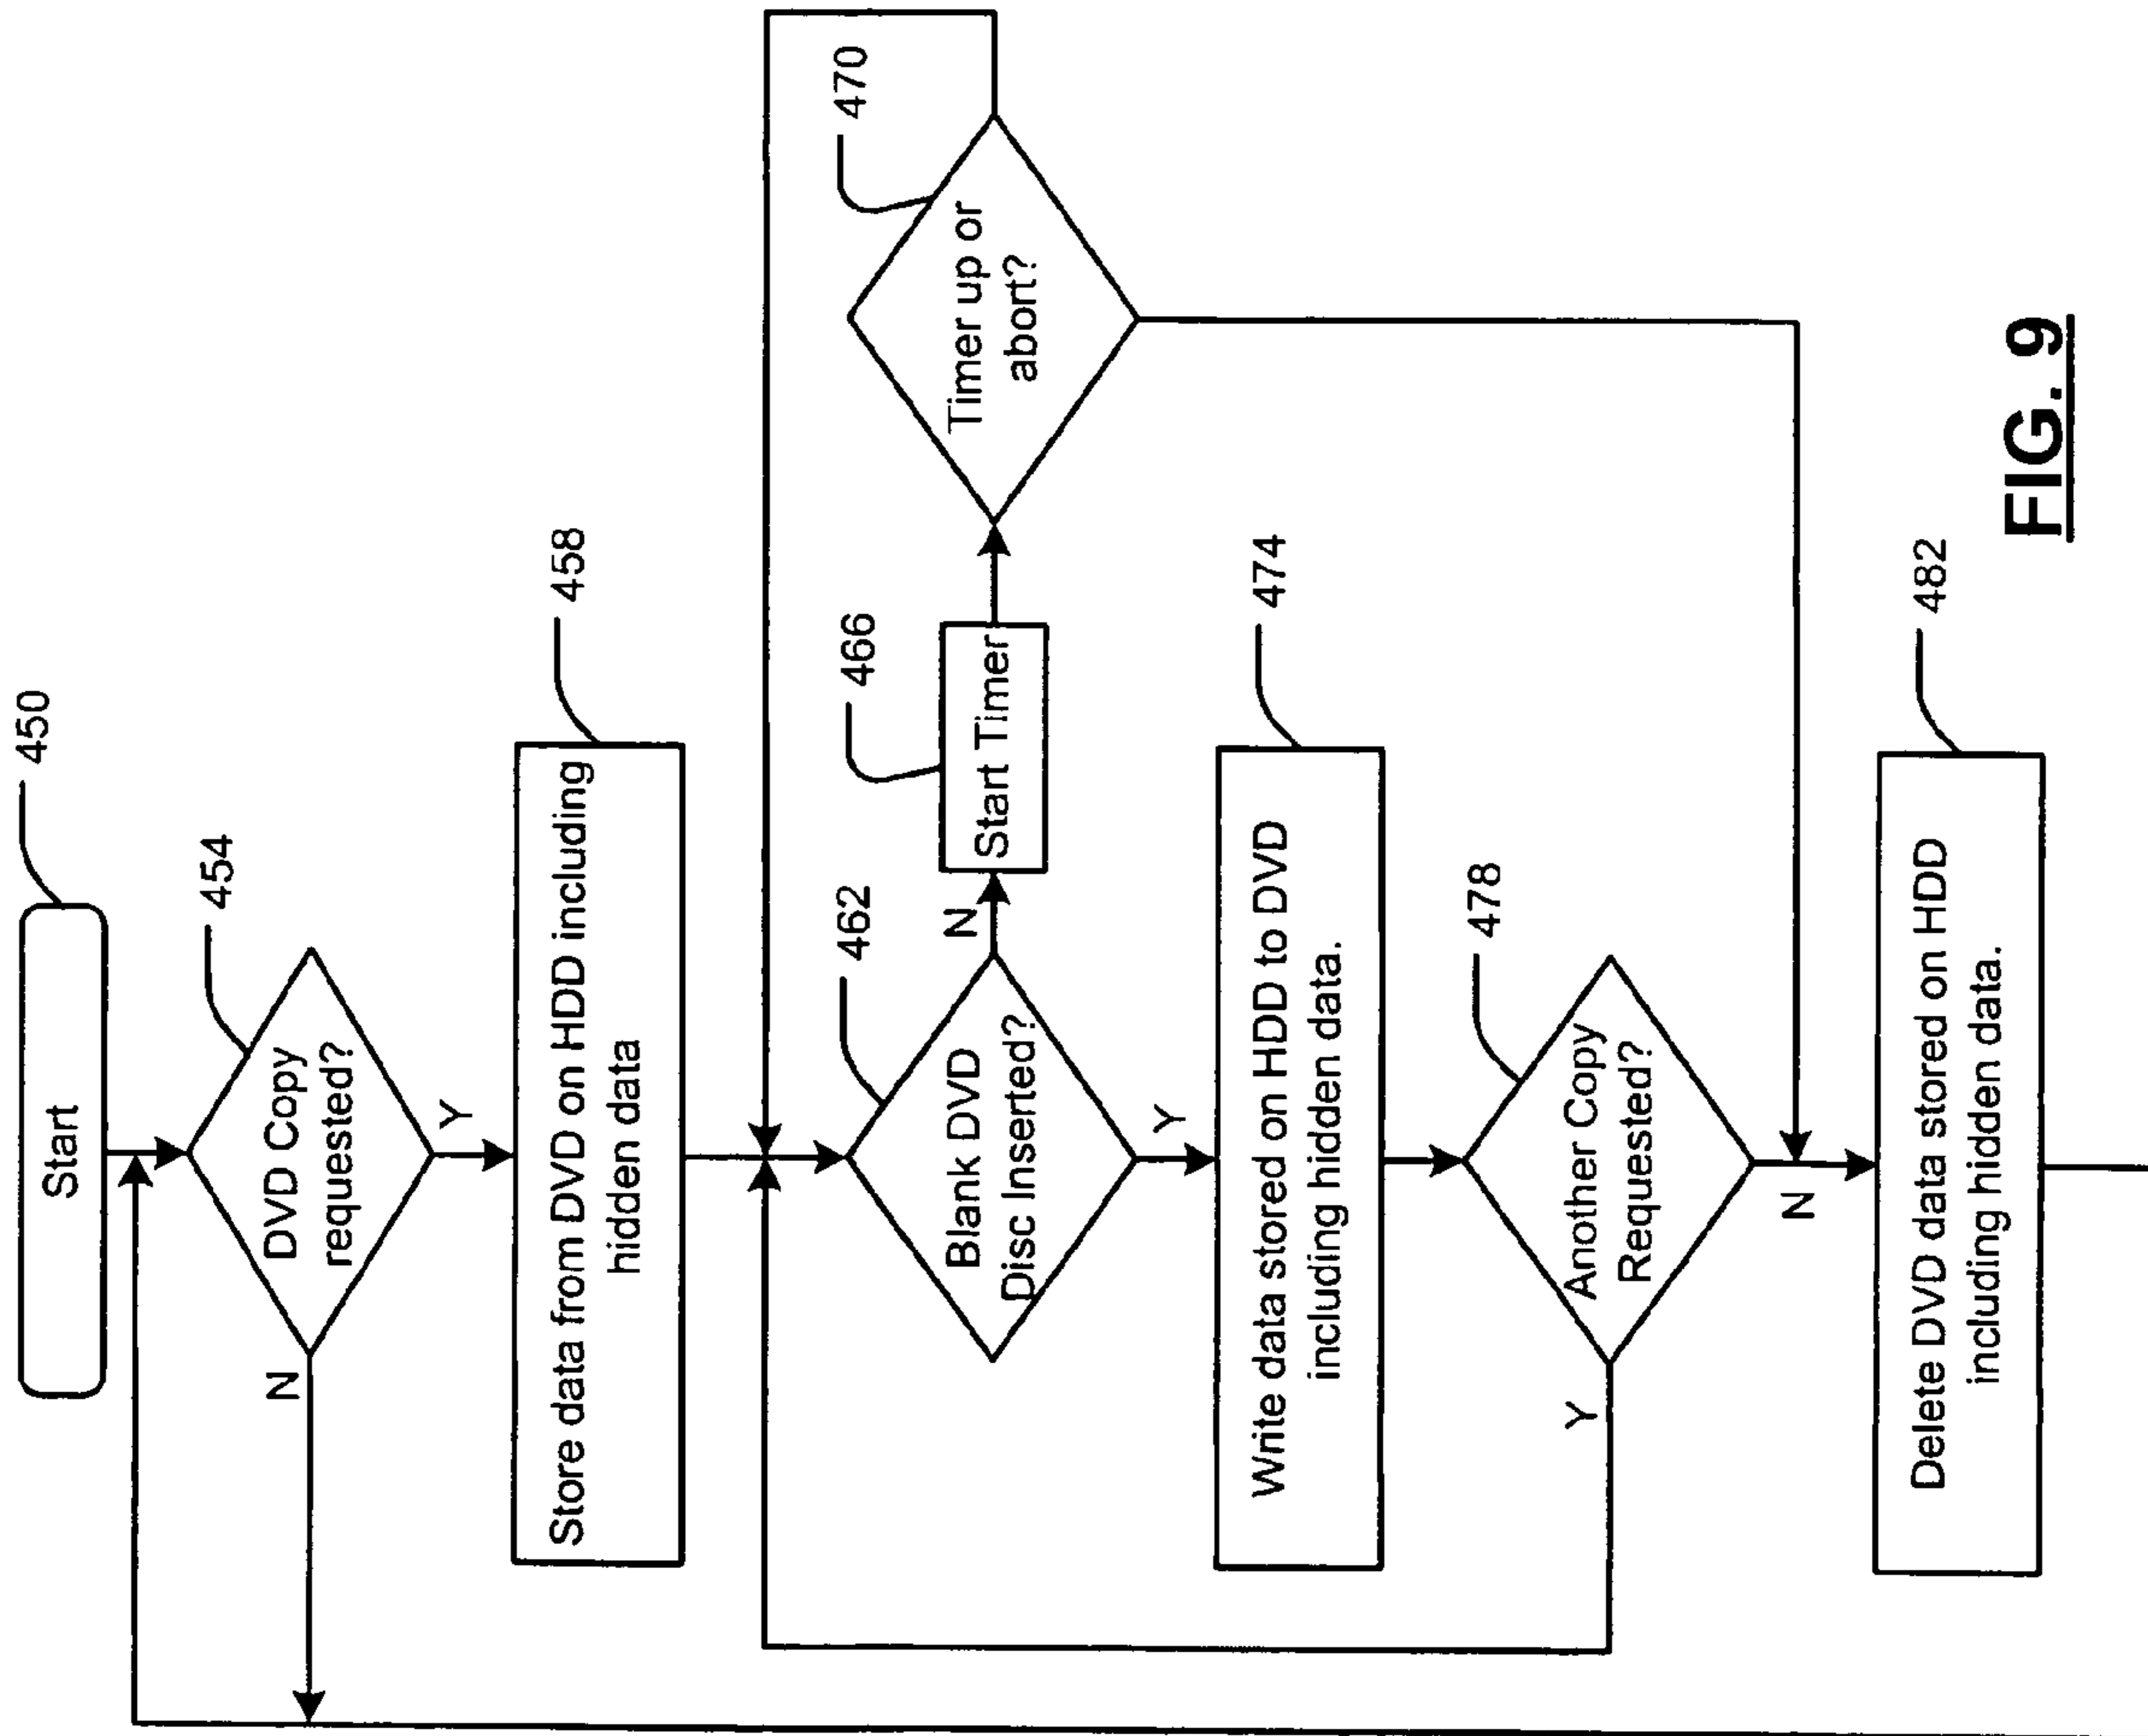 Start
450
454
DVD Copy
requested?
N
Y
458
Store data from DVD on HDD including
hidden data
462
Blank DVD
Disc Inserted?
N
Y
466
Start Timer
470
Timer up or
abort?
474
Write data stored on HDD to DVD
including hidden data.
478
Another Copy
Requested?
Y
N
482
Delete DVD data stored on HDD
including hidden data.
FIG. 9